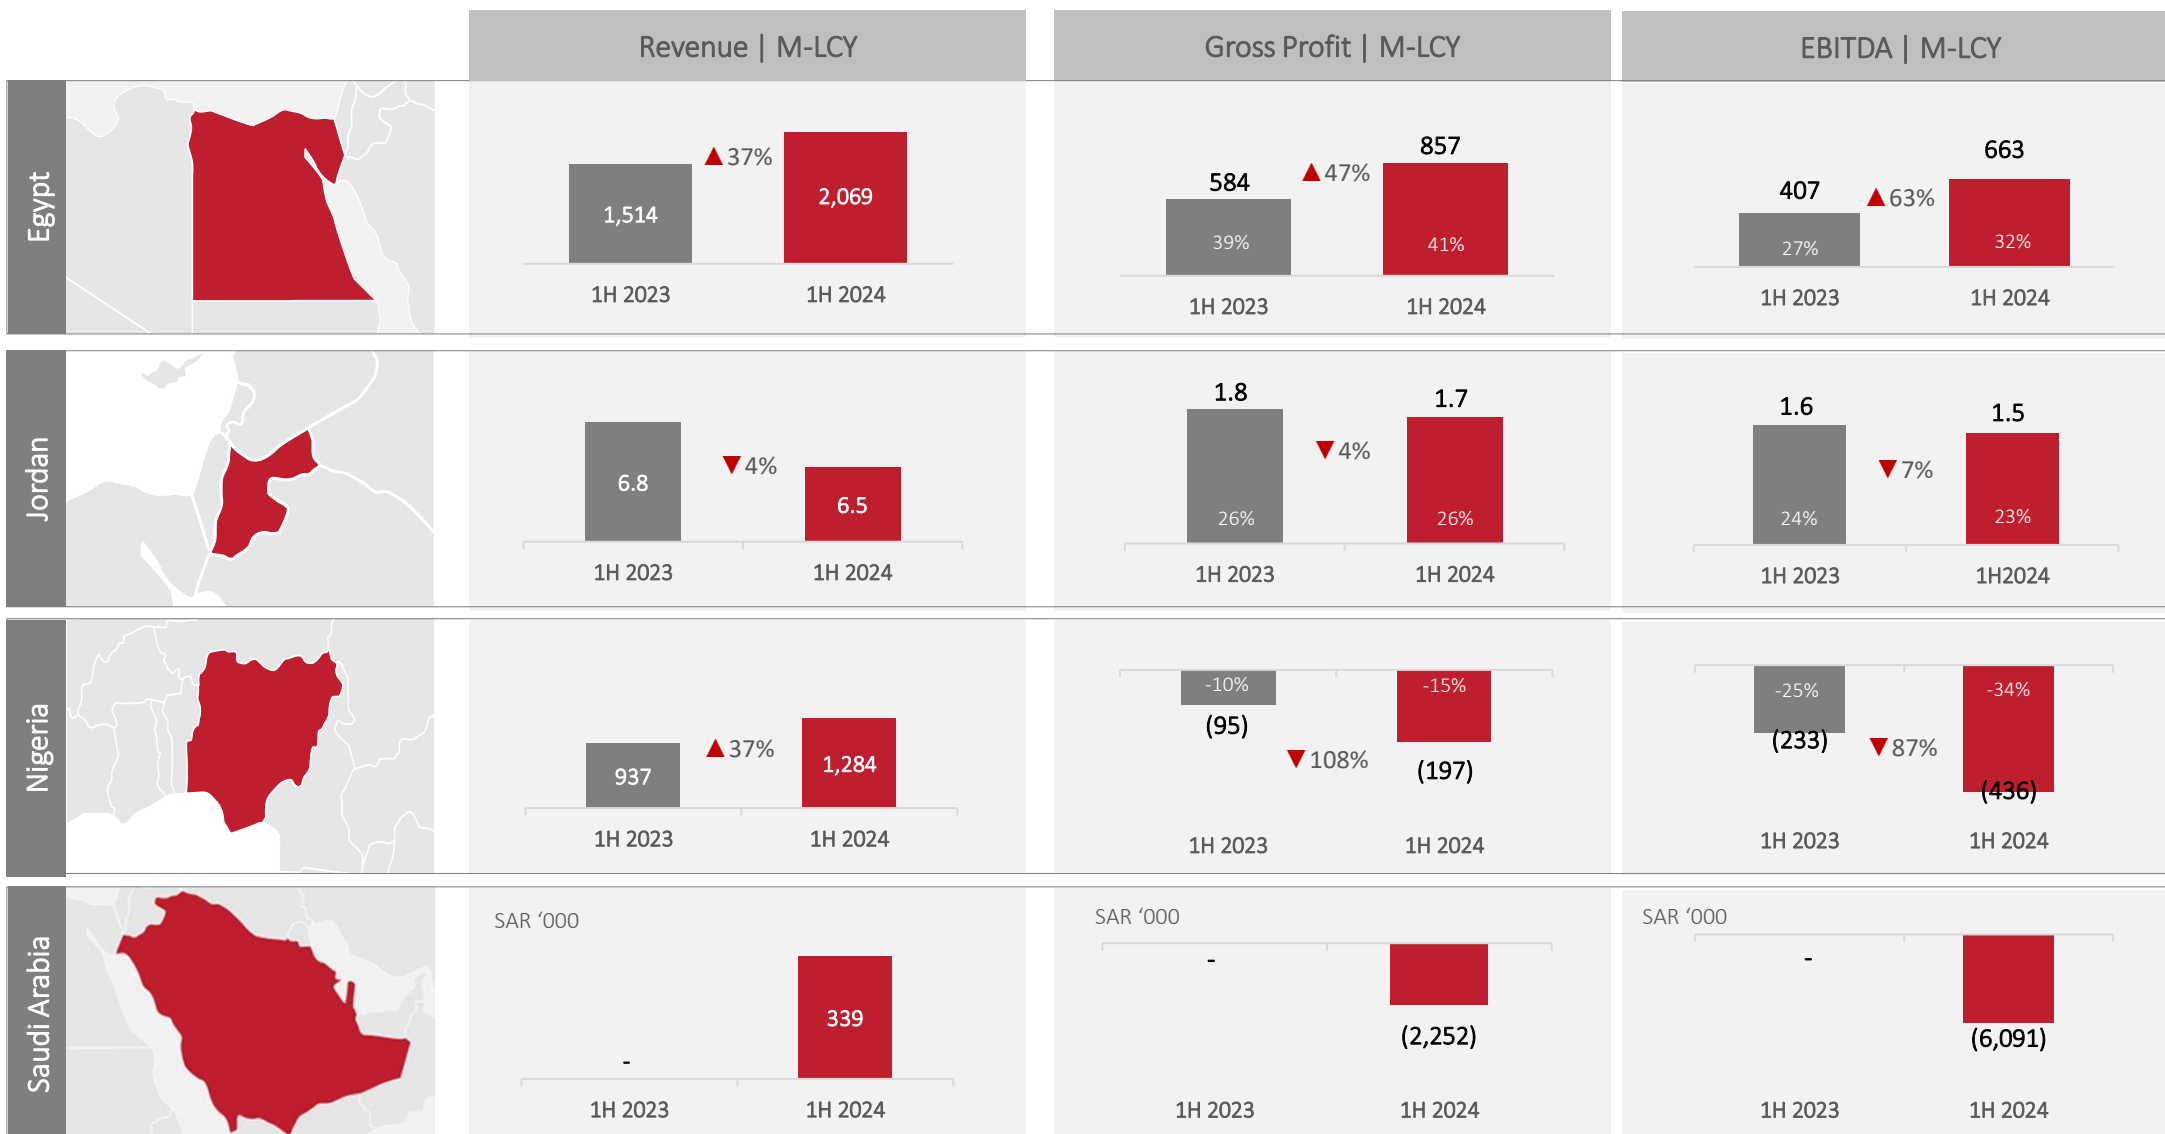 Revenue | M-LCY
Gross Profit | M-LCY
EBITDA | M-LCY
Egypt
▲37%
1,514
2,069
1H 2023
1H 2024
584
▲47%
857
39%
41%
1H 2023
1H 2024
407
▲63%
663
27%
32%
1H 2023
1H 2024
Jordan
6.8
▼4%
6.5
1H 2023
1H 2024
1.8
▼4%
1.7
26%
26%
1H 2023
1H 2024
1.6
▼7%
1.5
24%
23%
1H 2023
1H2024
Nigeria
937
▲37%
1,284
1H 2023
1H 2024
-10%
-15%
(95)
▼108%
(197)
1H 2023
1H 2024
-25%
-34%
(233)
▼87%
(436)
1H 2023
1H 2024
Saudi Arabia
SAR ‘000
-
339
1H 2023
1H 2024
SAR ‘000
-
(2,252)
1H 2023
1H 2024
SAR ‘000
-
(6,091)
1H 2023
1H 2024